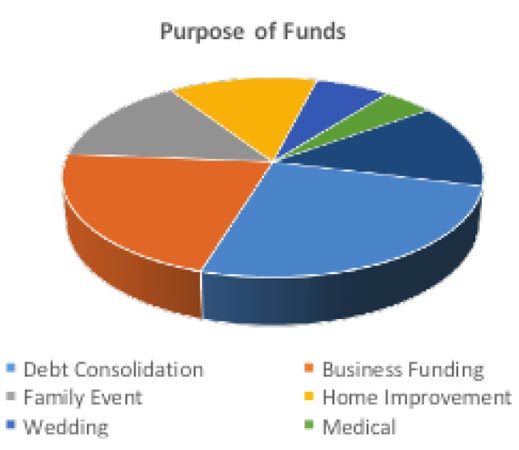 Purpose of Funds
Debt Consolidation
Business Funding
Family Event
Home Improvement
Wedding
Medical